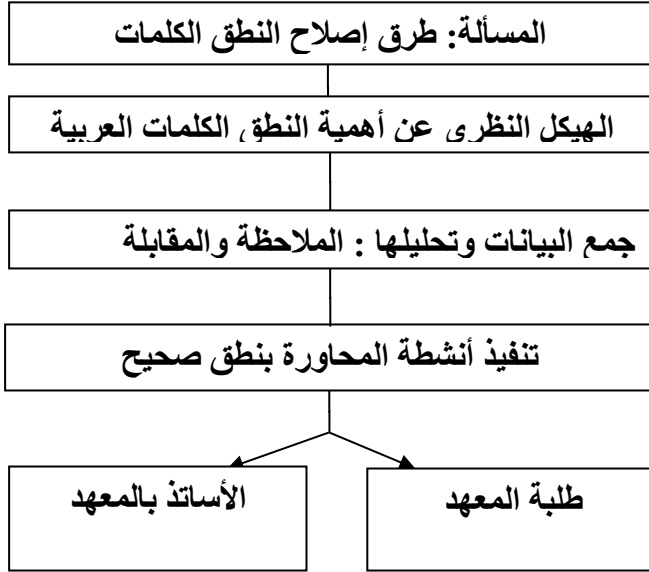 المسألة: طرق إصلاح النطق الكلمات
الهيكل النظري عن أهمية النطق الكلمات العربية
جمع البيانات وتحليلها : الملاحظة والمقابلة
تنفيذ أنشطة المحاورة بنطق صحيح
طلبة المعهد
الأساتذ بالمعهد